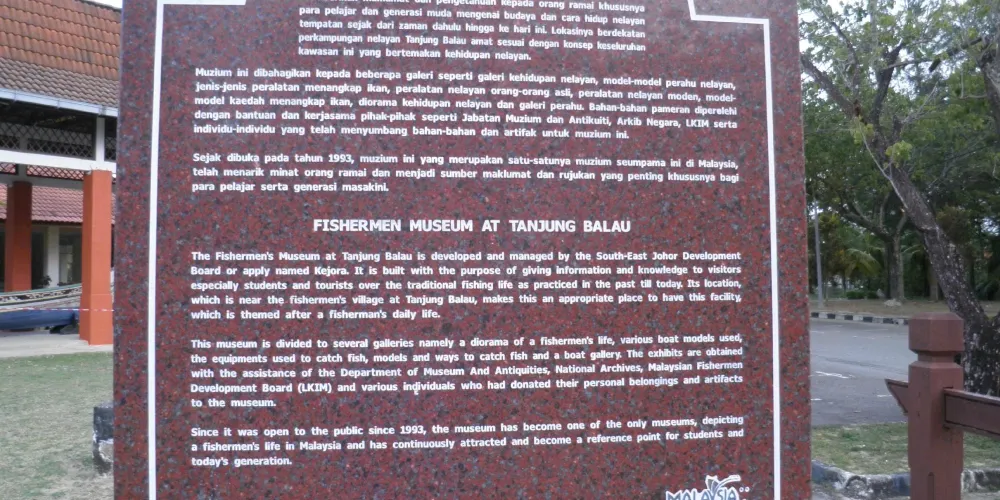 dan pengetahuan kepada orang ramai khususnya
para pelajar dan generasi muda mengenai budaya dan cara hidup nelayan
tempatan sejak dari zaman dahulu hingga ke hari ini. Lokasinya berdekatan
perkampungan nelayan Tanjung Balau amat sesuai dengan konsep keseluruhan
kawasan ini yang bertemakan kehidupan nelayan.
Muzium ini dibahagikan kepada beberapa galeri seperti galeri kehidupan nelayan, model-model perahu nelayan,
jenis-jenis peralatan menangkap ikan, peralatan nelayan orang-orang asli, peralatan nelayan moden, model-
model kaedah menangkap ikan, diorama kehidupan nelayan dan galeri perahu. Bahan-bahan pameran diperelehi
dengan bantuan dan kerjasama pihak-pihak seperti Jabatan Muzium dan Antikuiti, Arkib Negara, LKIM serta
individu-individu yang telah menyumbang bahan-bahan dan artifak untuk muzium ini.
Sejak dibuka pada tahun 1993, muzium ini yang merupakan satu-satunya muzium seumpama ini di Malaysia,
telah menarik minat orang ramai dan menjadi sumber maklumat dan rujukan yang penting khususnya bagi
para pelajar serta generasi masakini.
FISHERMEN MUSEUM AT TANJUNG BALAU
The Fishermen's Museum at Tanjung Balau is developed and managed by the South-East Johor Development
Board or apply named Kejora. It is built with the purpose of giving information and knowledge to visitors
especially students and tourists over the traditional fishing life as practiced in the past till today. Its location,
which is near the fishermen's village at Tanjung Balau, makes this an appropriate place to have this facility,
which is themed after a fisherman's daily life.
This museum is divided to several galleries namely a diorama of a fishermen's life, various boat models used,
the equipments used to catch fish, models and ways to catch fish and a boat gallery. The exhibits are obtained
with the assistance of the Department of Museum And Antiquities, National Archives, Malaysian Fishermen
Development Board (LKIM) and various individuals who had donated their personal belongings and artifacts
to the museum.
Since it was open to the public since 1993, the museum has become one of the only museums, depicting
a fishermen's life in Malaysia and has continuously attracted and become a reference point for students and
today's generation.
MALAYSIA